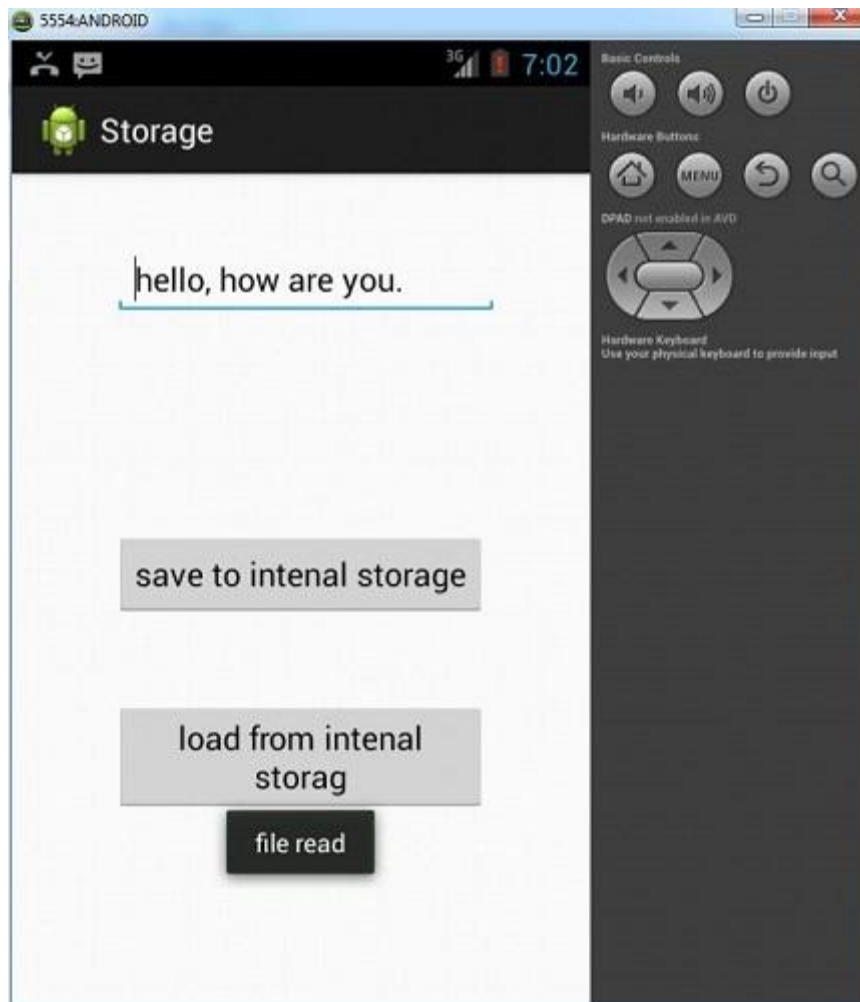 5554:ANDROID
3G 7:02
Storage
hello, how are you.
save to intenal storage
load from intenal
storag
file read
Basic Controls
Hardware Buttons
MENU
DPAD not enabled in AVD
Hardware Keyboard
Use your physical keyboard to provide input